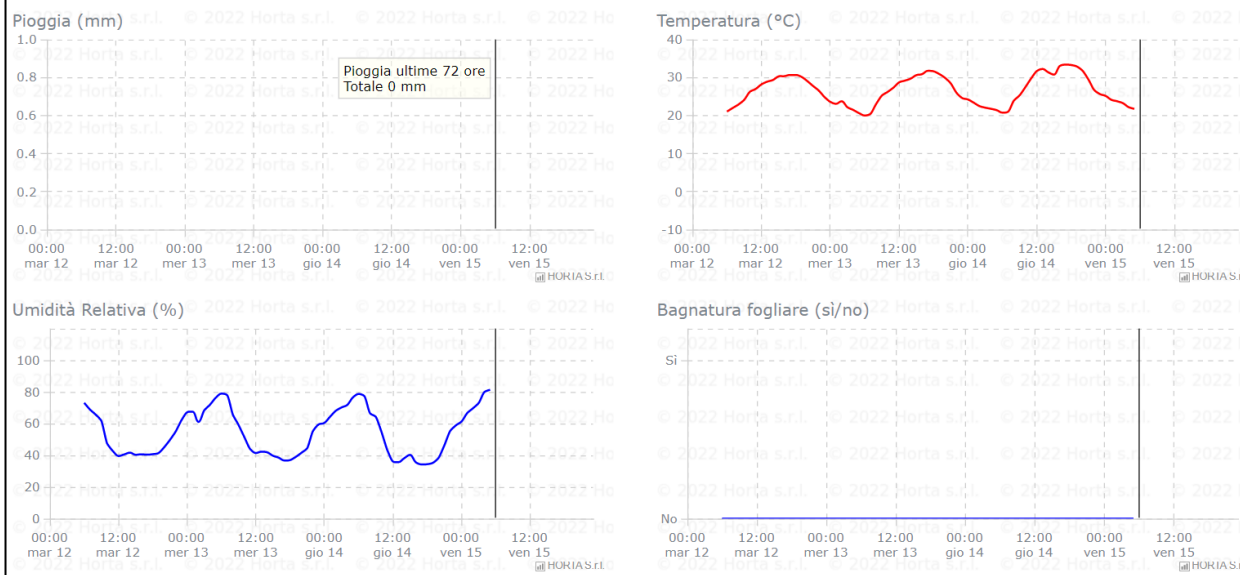 Pioggia (mm)
1.0
0.8
0.6
0.4
0.2
0.0
Pioggia ultime 72 ore
Totale 0 mm
00:00 12:00 00:00 12:00 00:00 12:00 00:00 12:00
mar 12 mar 12 mer 13 mer 13 gio 14 gio 14 ven 15 ven 15
HORTA S.r.l.
Temperatura (°C)
40
30
20
10
0
-10
00:00 12:00 00:00 12:00 00:00 12:00 00:00 12:00
mar 12 mar 12 mer 13 mer 13 gio 14 gio 14 ven 15 ven 15
HORTA S.r.l.
Umidità Relativa (%)
100
80
60
40
20
0
00:00 12:00 00:00 12:00 00:00 12:00 00:00 12:00
mar 12 mar 12 mer 13 mer 13 gio 14 gio 14 ven 15 ven 15
HORTA S.r.l.
Bagnatura fogliare (sì/no)
Sì
No
00:00 12:00 00:00 12:00 00:00 12:00 00:00 12:00
mar 12 mar 12 mer 13 mer 13 gio 14 gio 14 ven 15 ven 15
HORTA S.r.l.
© 2022 Horta s.r.l.